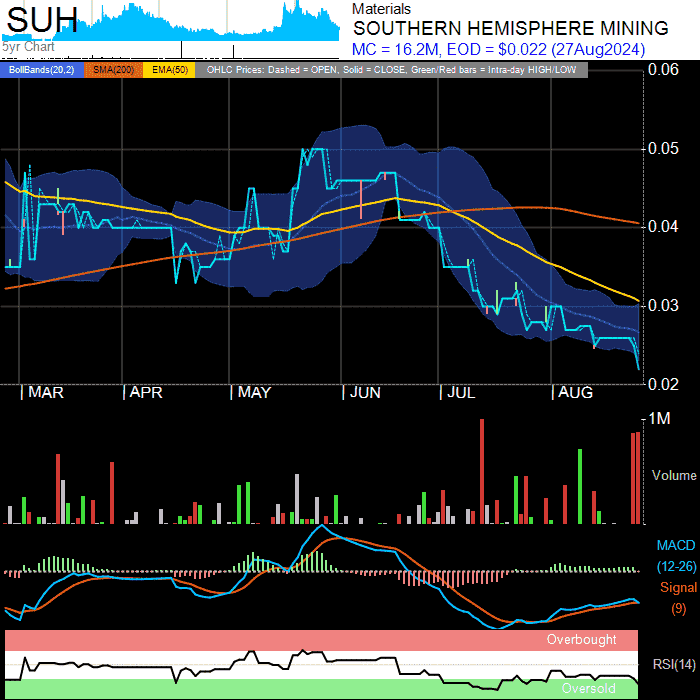 SUH
5yr Chart
Materials
SOUTHERN HEMISPHERE MINING
MC = 16.2M, EOD = $0.022 (27Aug2024)
BollBands(20,2) SMA(200) EMA(50) OHLC Prices: Dashed = OPEN, Solid = CLOSE, Green/Red bars = Intra-day HIGH/LOW
0.06
0.05
0.04
0.03
0.02
| MAR | APR | MAY | JUN | JUL | AUG
1M
Volume
MACD
(12-26)
Signal
(9)
Overbought
RSI(14)
Oversold